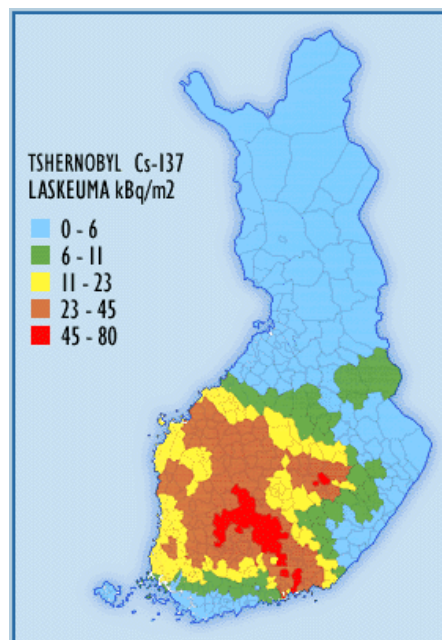 TSHERNOBYL Cs-137
LASKEUMA kBq/m2
0 - 6
6 - 11
11 - 23
23 - 45
45 - 80